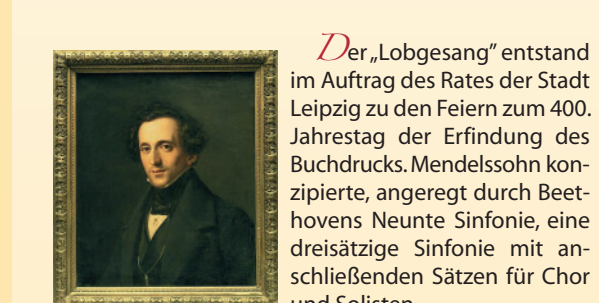 Der „Lobgesang” entstand
im Auftrag des Rates der Stadt
Leipzig zu den Feiern zum 400.
Jahrestag der Erfindung des
Buchdrucks. Mendelssohn kon-
zipierte, angeregt durch Beet-
hovens Neunte Sinfonie, eine
dreisätzige Sinfonie mit an-
schließenden Sätzen für Chor
und Solisten